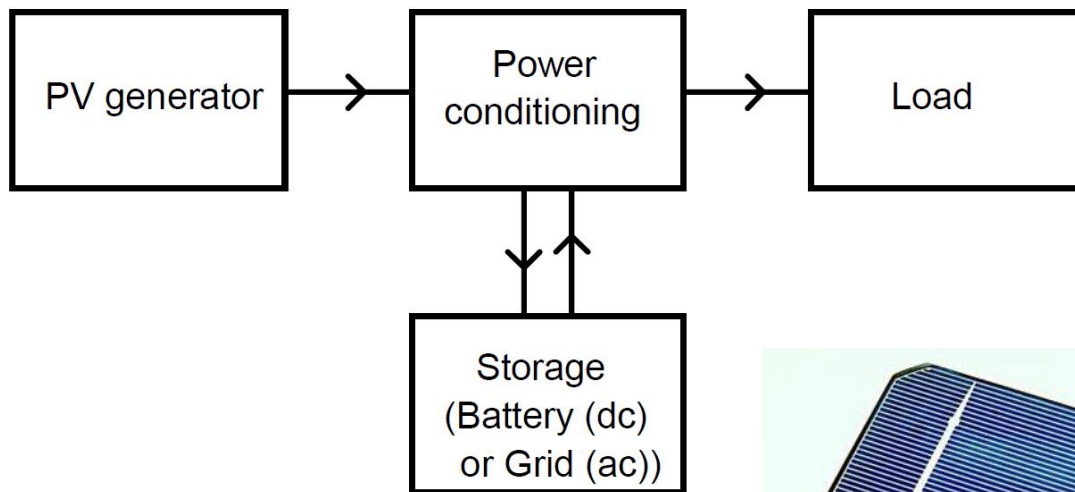 PV generator
Power
conditioning
Load
Storage
(Battery (dc)
or Grid (ac))